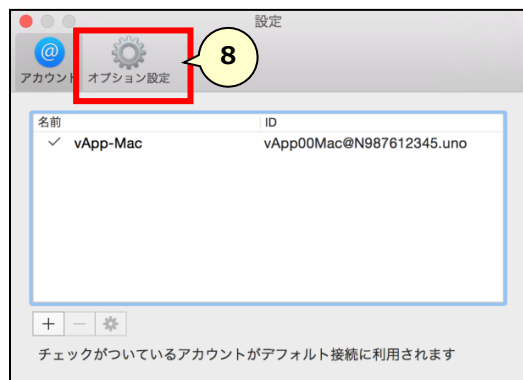 設定
@
アカウント オプション設定
8
名前 ID
✓ vApp-Mac vApp00Mac@N987612345.uno
+ −
チェックがついているアカウントがデフォルト接続に利用されます